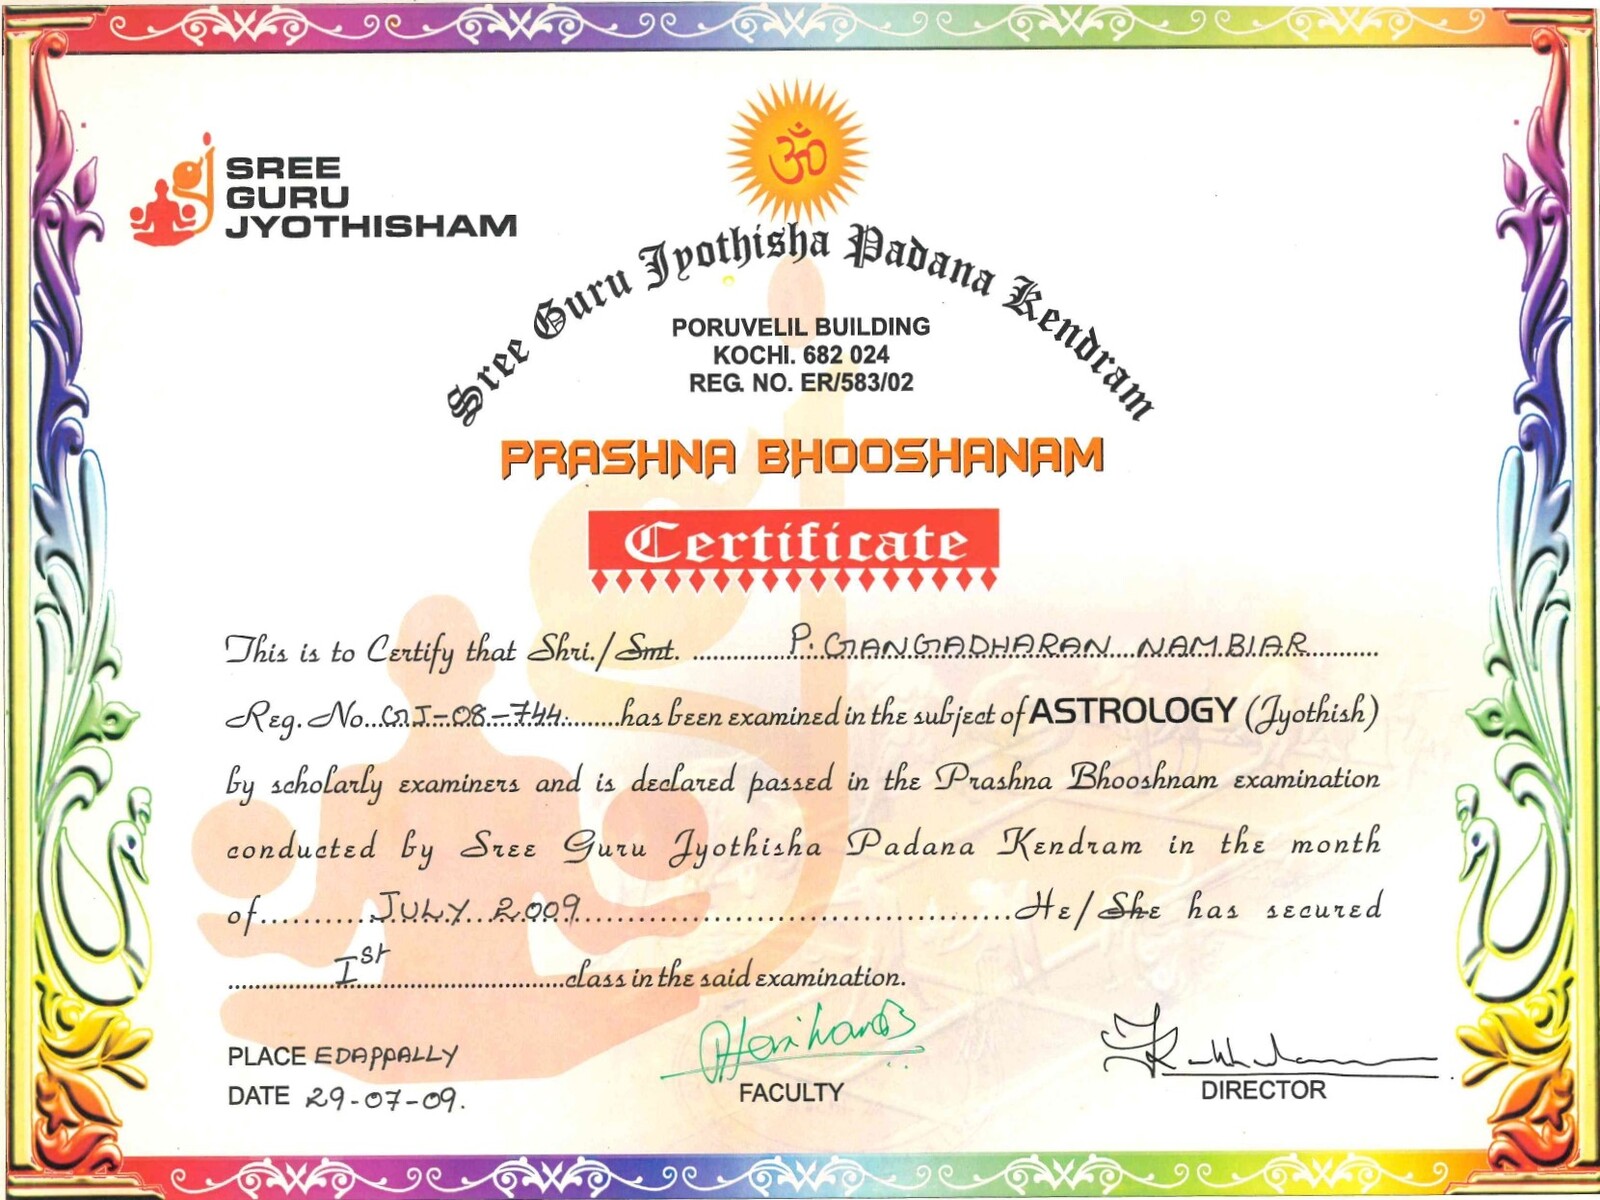 ॐ
SREE
GURU
JYOTHISHAM
Sree Guru Jyothisha Padana Kendram
PORUVELIL BUILDING
KOCHI. 682 024
REG. NO. ER/583/02
PRASHNA BHOOSHANAM
Certificate
This is to Certify that Shri./Smt. P. GANGADHARAN NAMBIAR
Reg. No. GJ-08-744. has been examined in the subject of ASTROLOGY (Jyothish)
by scholarly examiners and is declared passed in the Prashna Bhooshnam examination
conducted by Sree Guru Jyothisha Padana Kendram in the month
of JULY 2009 He/She has secured
Ist class in the said examination.
PLACE EDAPPALLY
DATE 29-07-09.
FACULTY
DIRECTOR